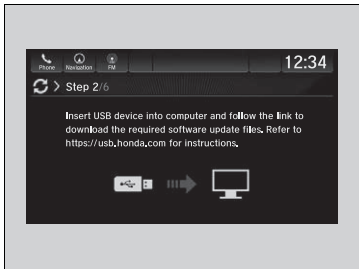 Phone Navigation FM 12:34
Step 2/6
Insert USB device into computer and follow the link to
download the required software update files. Refer to
https://usb.honda.com for instructions.